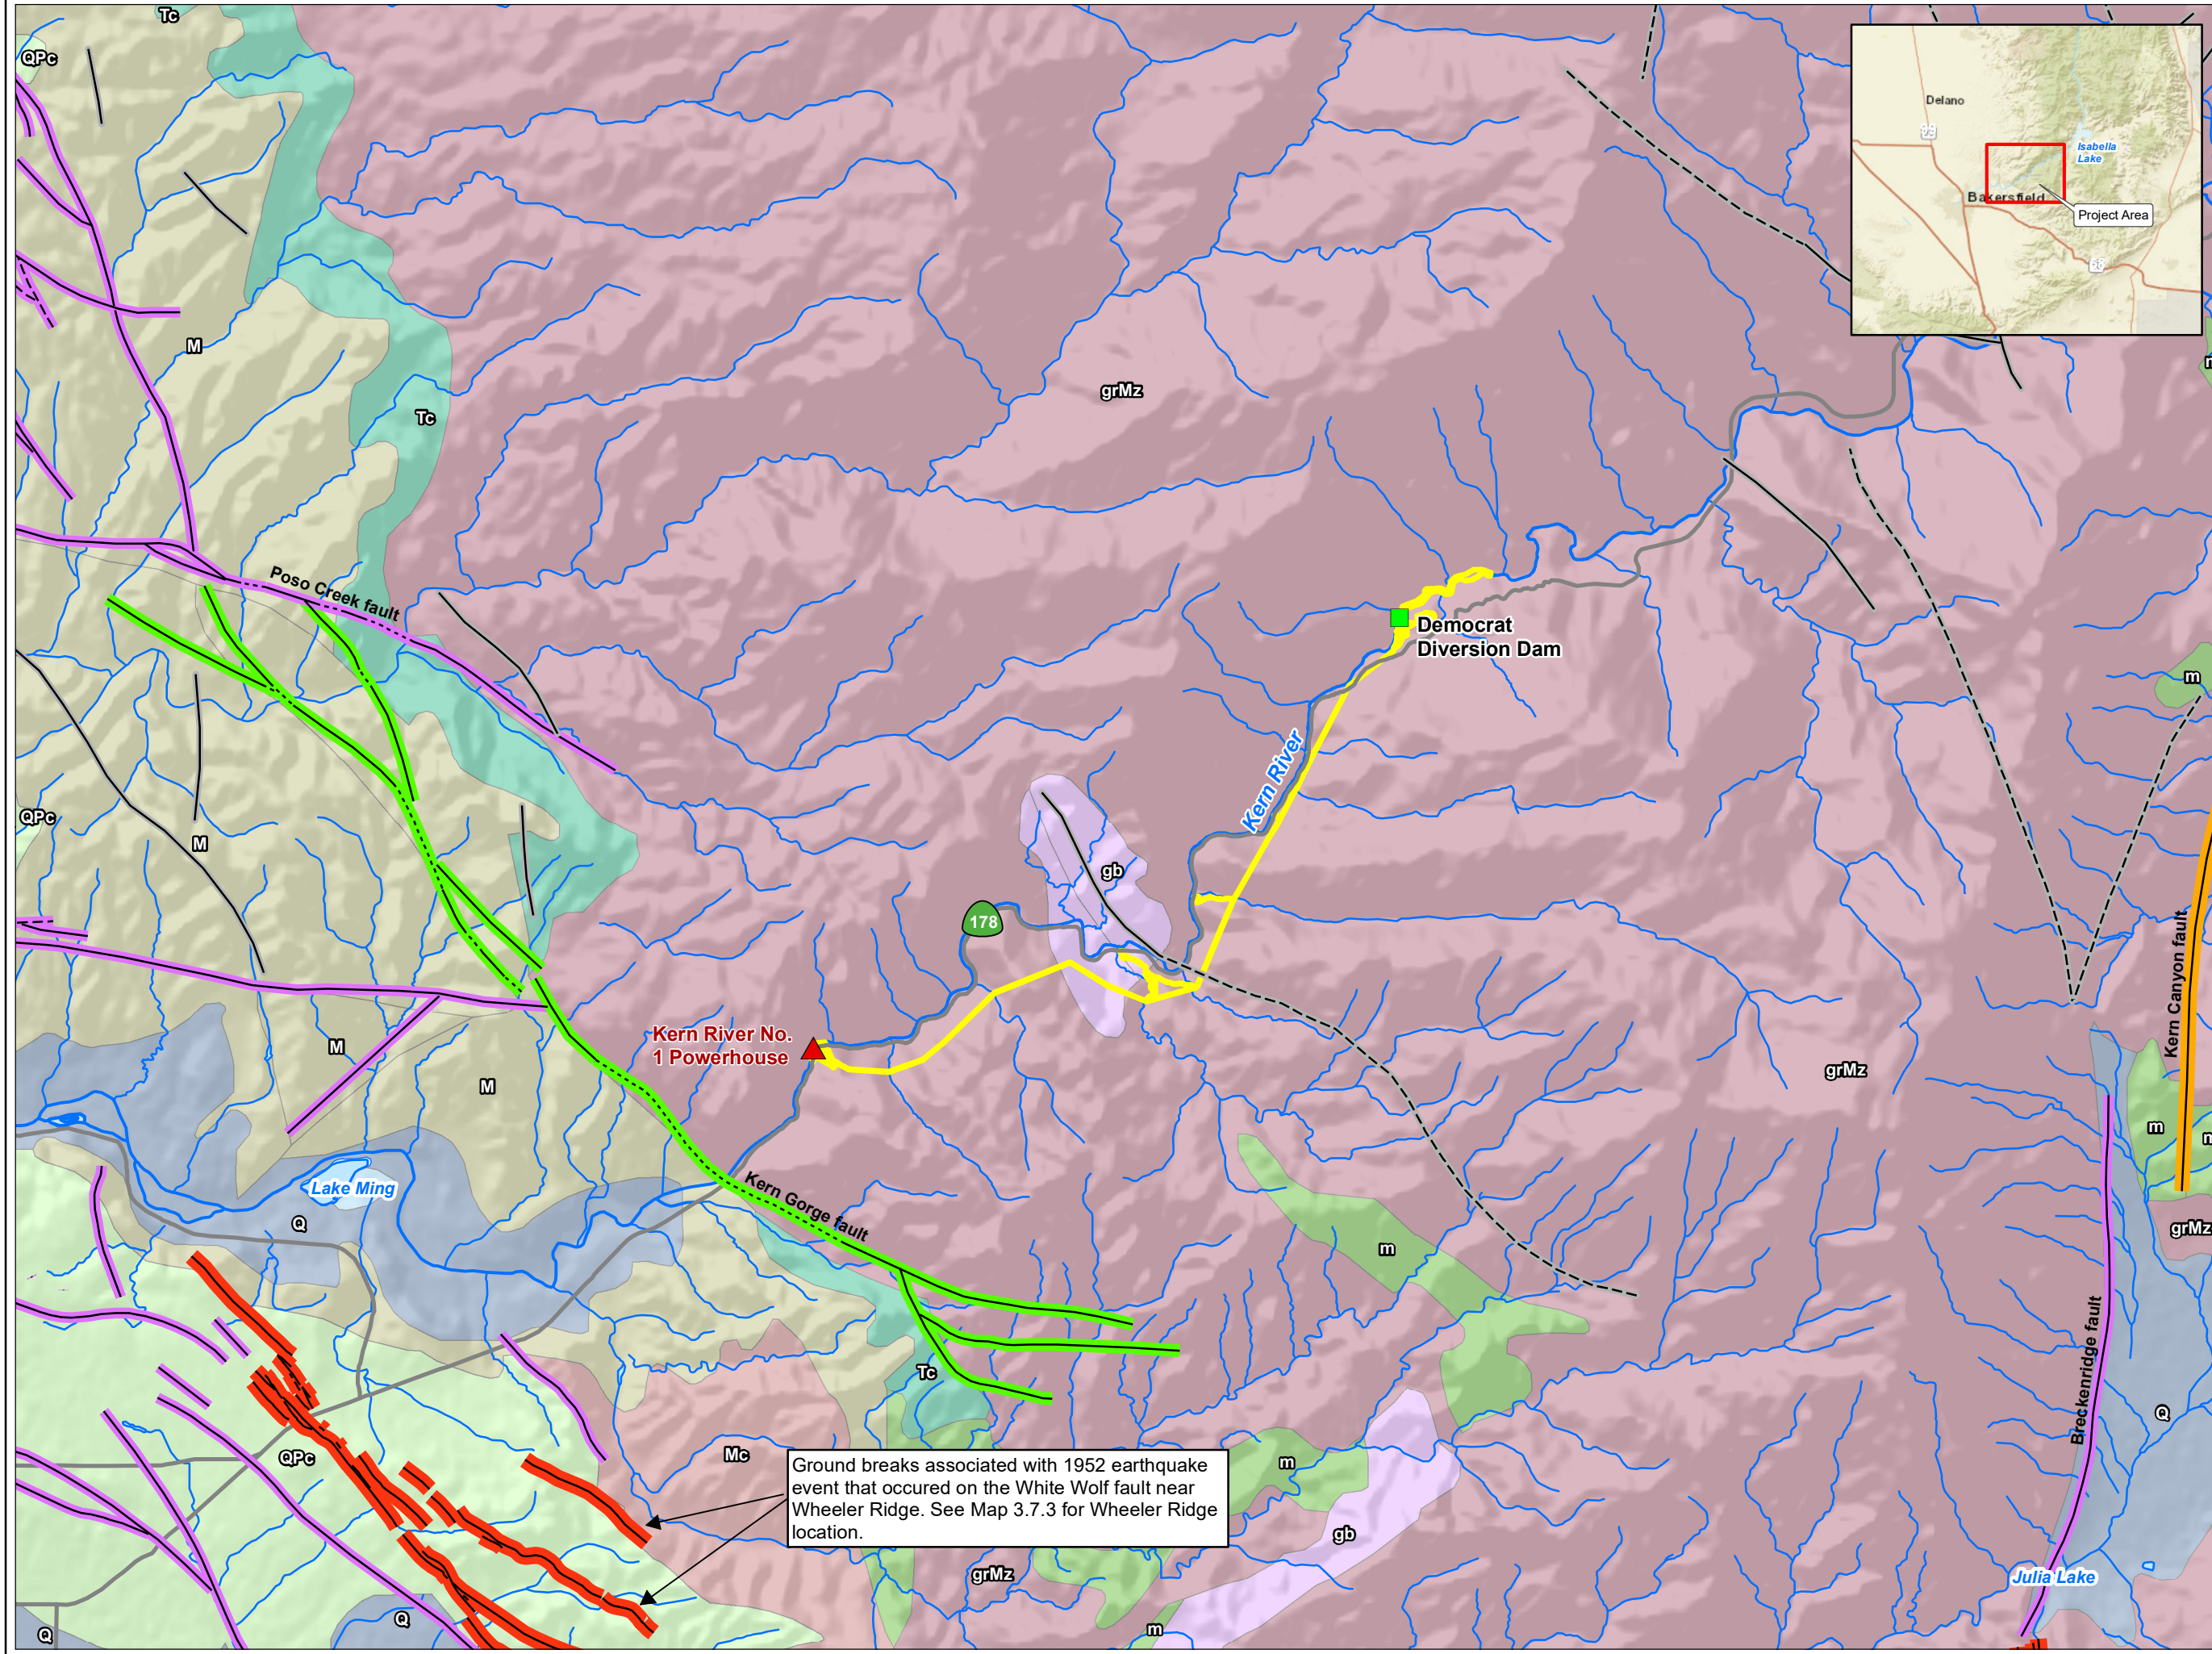 Tc
QPc
Delano
99
Isabella
Lake
Bakersfield
Project Area
58
M
grMz
Tc
Poso Creek fault
Democrat
Diversion Dam
m
Kern River
QPc
M
gb
178
Kern Canyon fault
Kern River No.
1 Powerhouse
M
M
grMz
m
Lake Ming
Q
Kern Gorge fault
m
grMz
Breckenridge fault
Tc
Q
QPc
Mc
Ground breaks associated with 1952 earthquake
event that occured on the White Wolf fault near
Wheeler Ridge. See Map 3.7.3 for Wheeler Ridge
location.
m
gb
grMz
Julia Lake
Q
Q
m